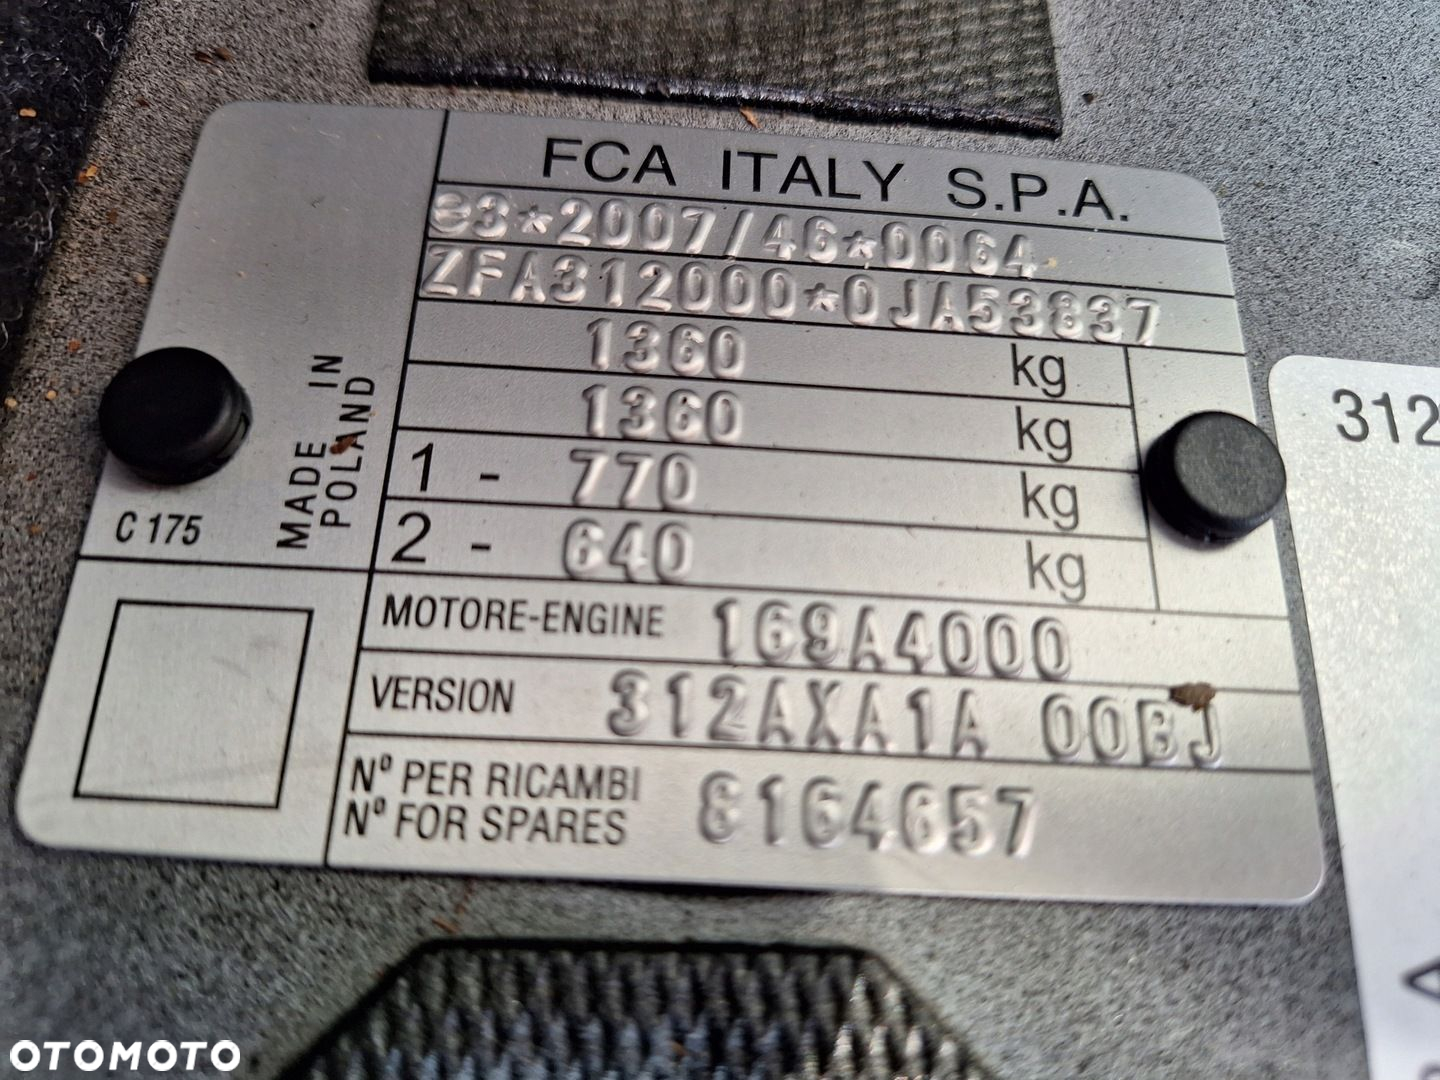 FCA ITALY S.P.A.
e3*2007/46*0064
ZFA312000*0JA53837
1360 kg
1360 kg
1 - 770 kg
2 - 640 kg
MADE IN
POLAND
C 175
MOTORE-ENGINE 169A4000
VERSION 312AXA1A 00BJ
Nº PER RICAMBI
Nº FOR SPARES 8164657
312
A
OTOMOTO